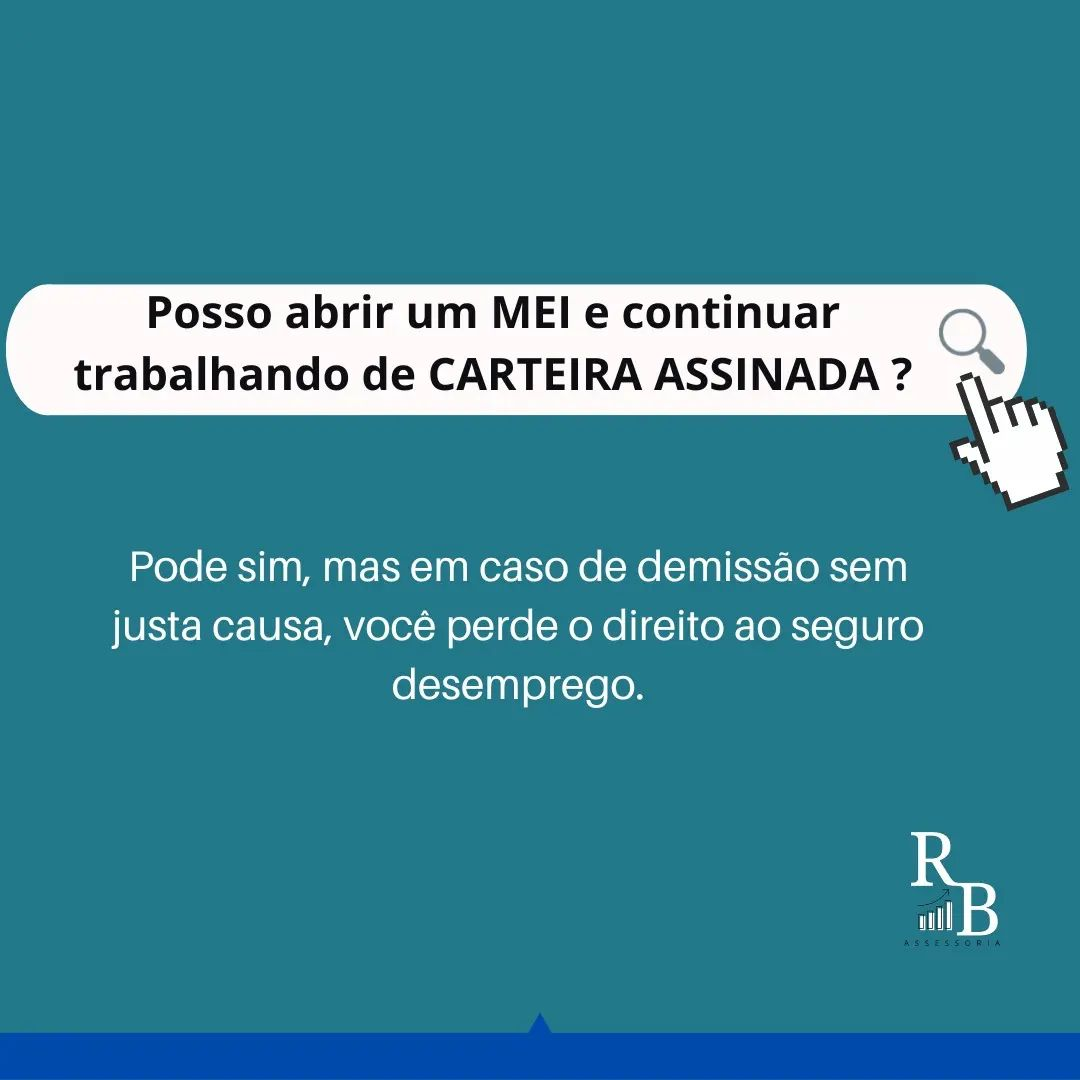 Posso abrir um MEI e continuar
trabalhando de CARTEIRA ASSINADA ?
Pode sim, mas em caso de demissão sem
justa causa, você perde o direito ao seguro
desemprego.
R
B
ASSESSORIA